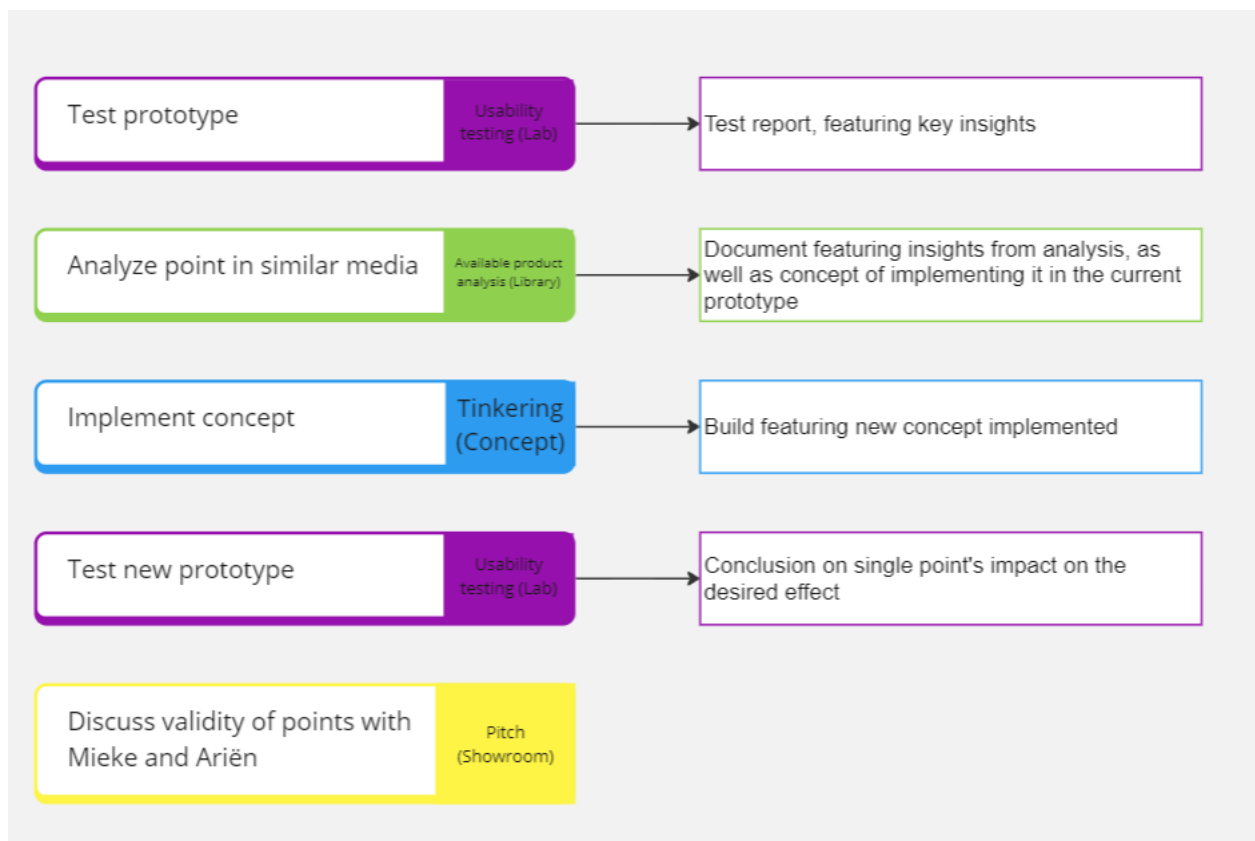 Test prototype
Usability
testing (Lab)
Test report, featuring key insights
Analyze point in similar media
Available product
analysis (Library)
Document featuring insights from analysis, as
well as concept of implementing it in the current
prototype
Implement concept
Tinkering
(Concept)
Build featuring new concept implemented
Test new prototype
Usability
testing (Lab)
Conclusion on single point's impact on the
desired effect
Discuss validity of points with
Mieke and Ariën
Pitch
(Showroom)